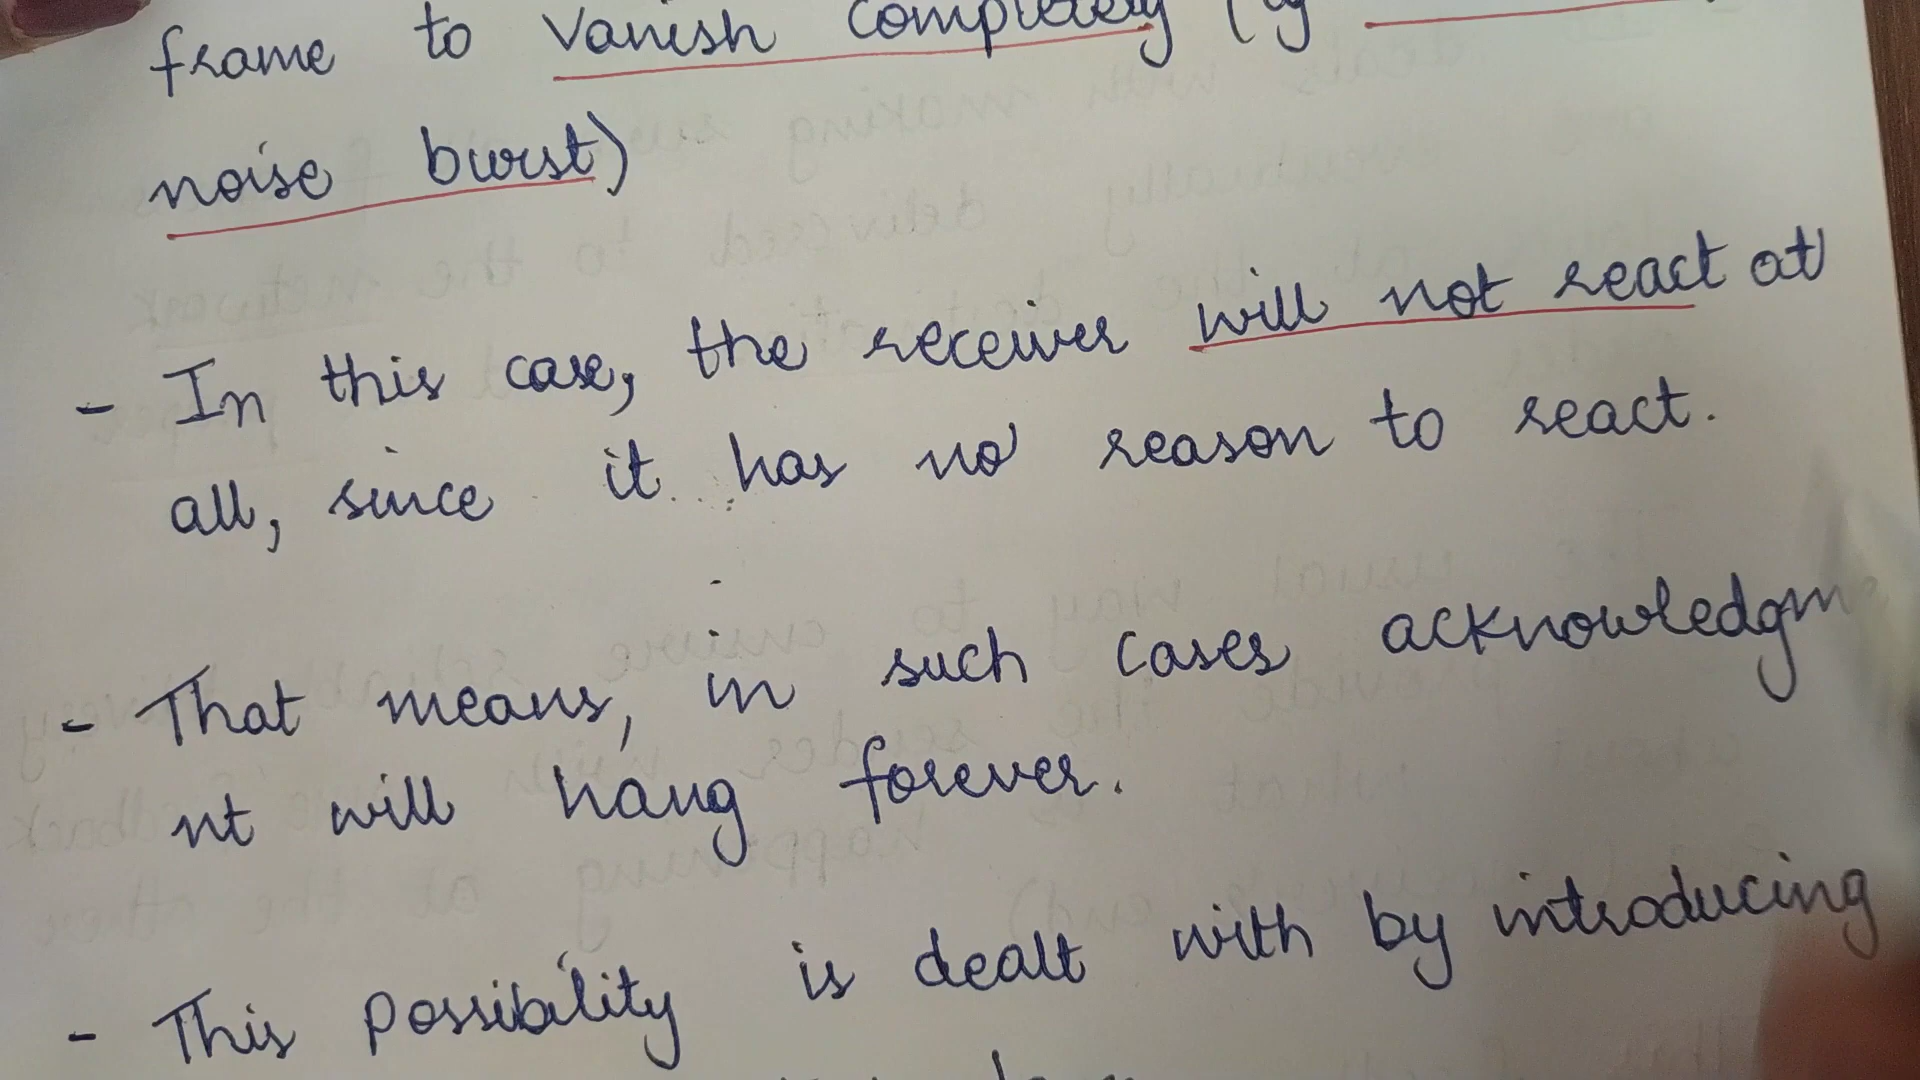 frame to vanish completely (
noise burst)
- In this case, the receiver will not react at
all, since it has no reason to react.
- That means, in such cases acknowledgm
nt will hang forever.
- This possibility is dealt with by introducing